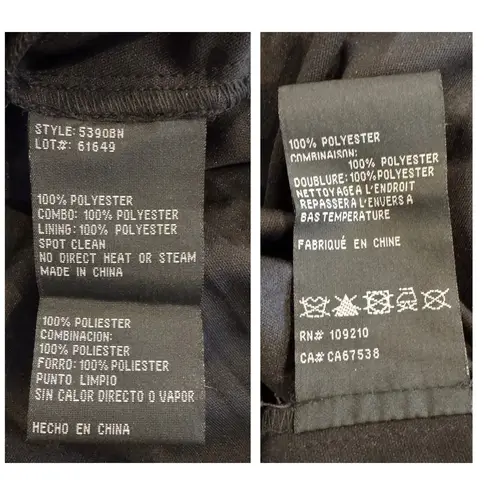 STYLE: 5390BN
LOT#: 61649
100% POLYESTER
COMBO: 100% POLYESTER
LINING: 100% POLYESTER
SPOT CLEAN
NO DIRECT HEAT OR STEAM
MADE IN CHINA
100% POLIESTER
COMBINACION:
100% POLIESTER
FORRO: 100% POLIESTER
PUNTO LIMPIO
SIN CALOR DIRECTO O VAPOR
HECHO EN CHINA
100% POLYESTER
COMBINAISON:
100% POLYESTER
DOUBLURE: 100% POLYESTER
NETTOYAGE A L'ENDROIT
REPASSER A L'ENVERS A
BAS TEMPERATURE
FABRIQUÉ EN CHINE
RN# 109210
CA# CA67538